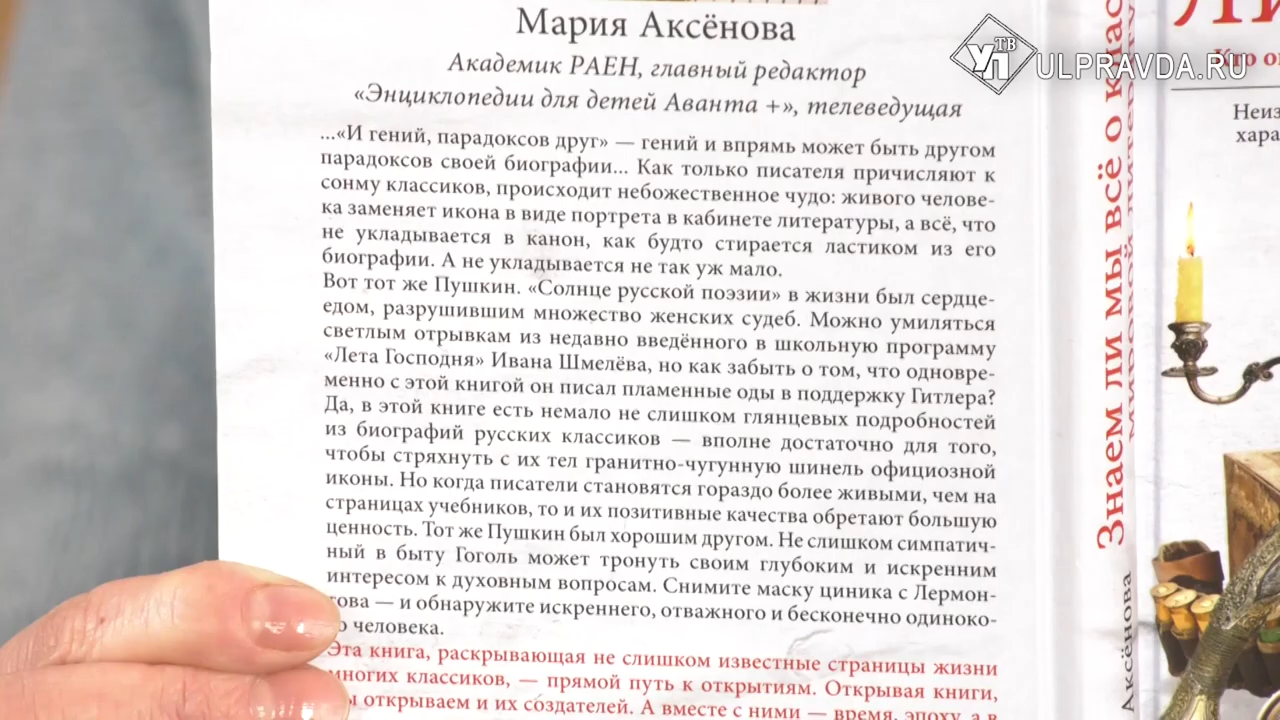 Мария Аксёнова
Академик РАЕН, главный редактор
«Энциклопедии для детей Аванта +», телеведущая
...«И гений, парадоксов друг» — гений и впрямь может быть другом
парадоксов своей биографии... Как только писателя причисляют к
сонму классиков, происходит небожественное чудо: живого челове-
ка заменяет икона в виде портрета в кабинете литературы, а всё, что
не укладывается в канон, как будто стирается ластиком из его
биографии. А не укладывается не так уж мало.
Вот тот же Пушкин. «Солнце русской поэзии» в жизни был сердце-
едом, разрушившим множество женских судеб. Можно умиляться
светлым отрывкам из недавно введённого в школьную программу
«Лета Господня» Ивана Шмелёва, но как забыть о том, что одновре-
менно с этой книгой он писал пламенные оды в поддержку Гитлера?
Да, в этой книге есть немало не слишком глянцевых подробностей
из биографий русских классиков — вполне достаточно для того,
чтобы стряхнуть с их тел гранитно-чугунную шинель официозной
иконы. Но когда писатели становятся гораздо более живыми, чем на
страницах учебников, то и их позитивные качества обретают большую
ценность. Тот же Пушкин был хорошим другом. Не слишком симпатич-
ный в быту Гоголь может тронуть своим глубоким и искренним
интересом к духовным вопросам. Снимите маску циника с Лермон-
това — и обнаружите искреннего, отважного и бесконечно одиноко-
о человека.
Эта книга, раскрывающая не слишком известные страницы жизни
многих классиков, — прямой путь к открытиям. Открывая книги,
ы открываем и их создателей. А вместе с ними — время, эпоху, а в
Знаем ли мы всё о клас
мировой литерату
Аксёнова
Ли
Кто о
Неиз
хара
УП ТВ
ULPRAVDA.RU